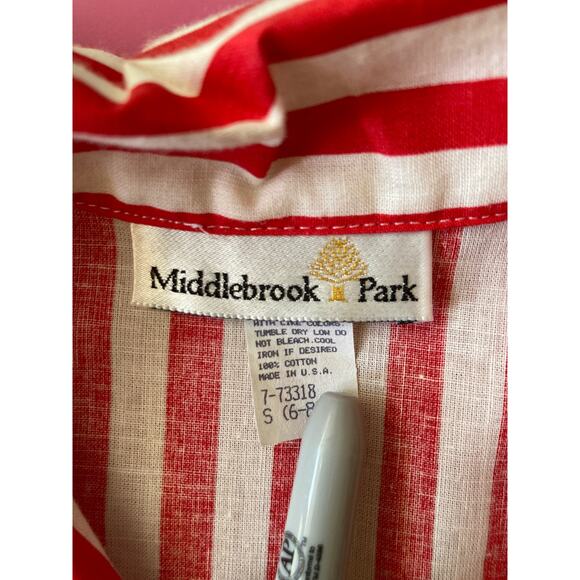 Middlebrook Park
WITH LIKE COLORS.
TUMBLE DRY LOW DO
NOT BLEACH.COOL
IRON IF DESIRED
100% COTTON
MADE IN U.S.A.
7-73318
S (6-8
AP